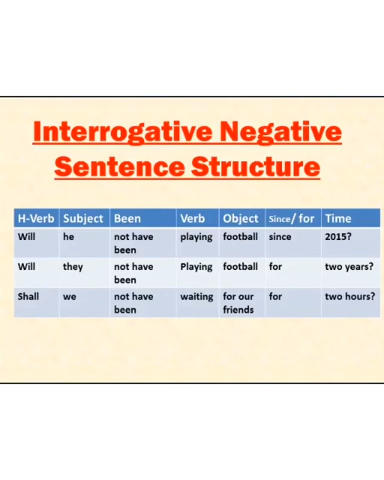 Interrogative Negative
Sentence Structure
H-Verb Subject Been Verb Object Since/ for Time
Will he not have been playing football since 2015?
Will they not have been Playing football for two years?
Shall we not have been waiting for our friends for two hours?